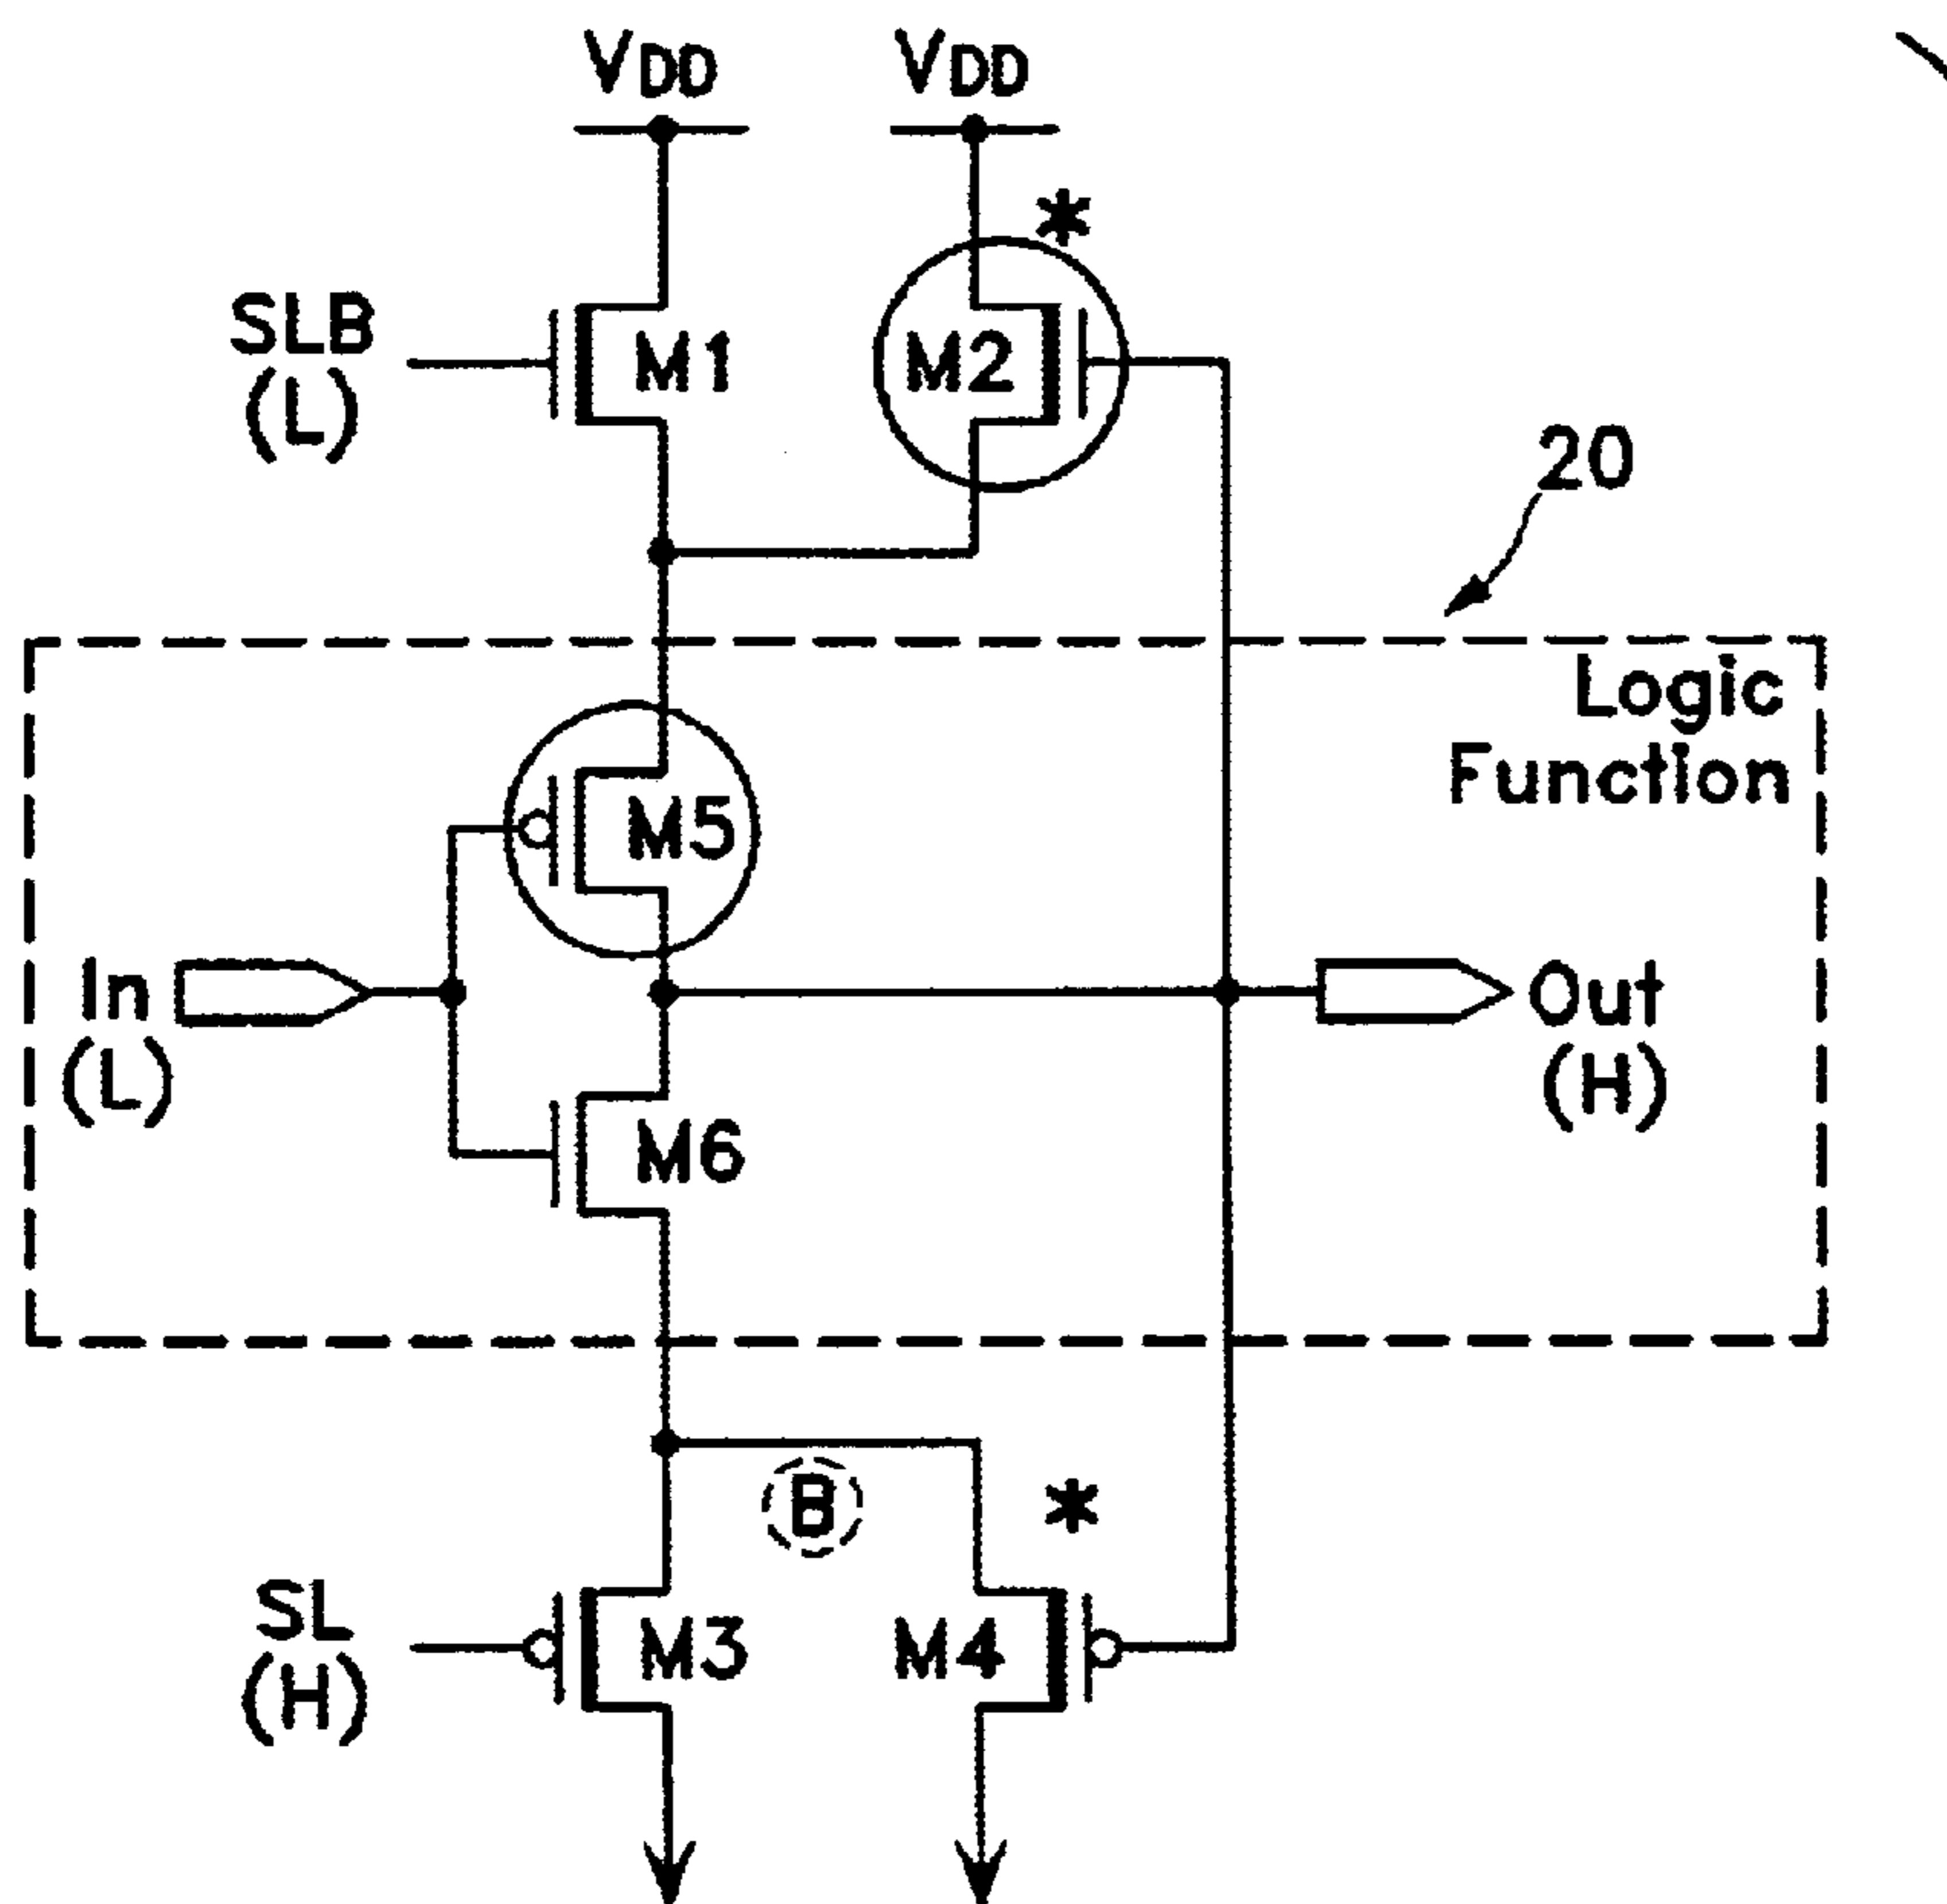 VDD VDD
*
SLB
(L)
M1
M2
20
Logic
Function
M5
In
(L)
Out
(H)
M6
B
*
SL
(H)
M3
M4